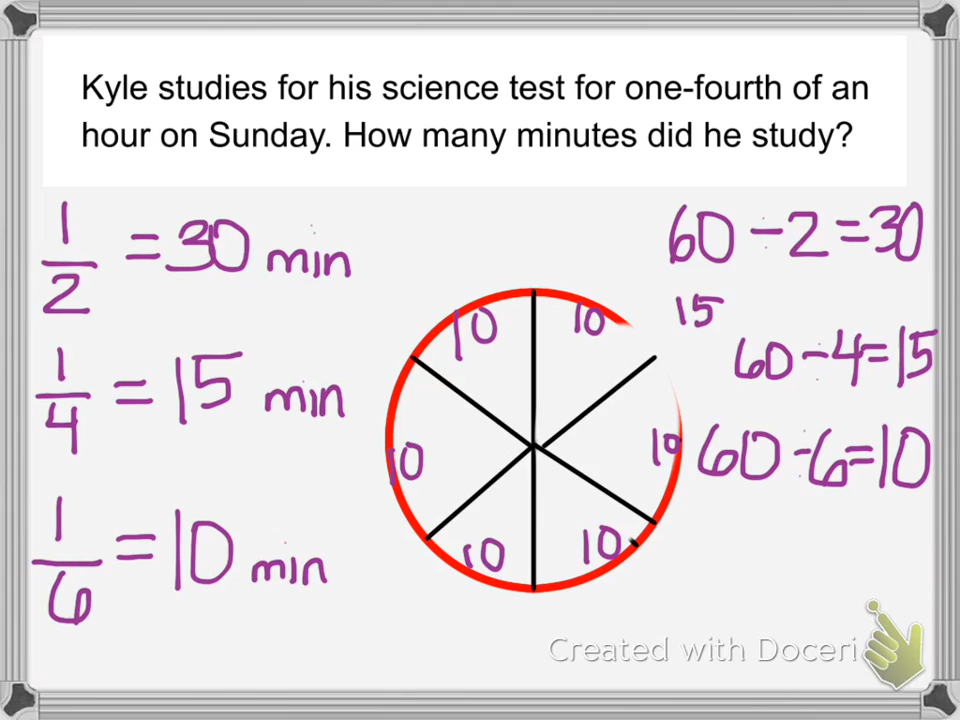 Kyle studies for his science test for one-fourth of an
hour on Sunday. How many minutes did he study?
1/2 = 30 min
60 ÷ 2 = 30
15
1/4 = 15 min
60 ÷ 4 = 15
10 10
10 10
10 10
60 ÷ 6 = 10
1/6 = 10 min
Created with Doceri